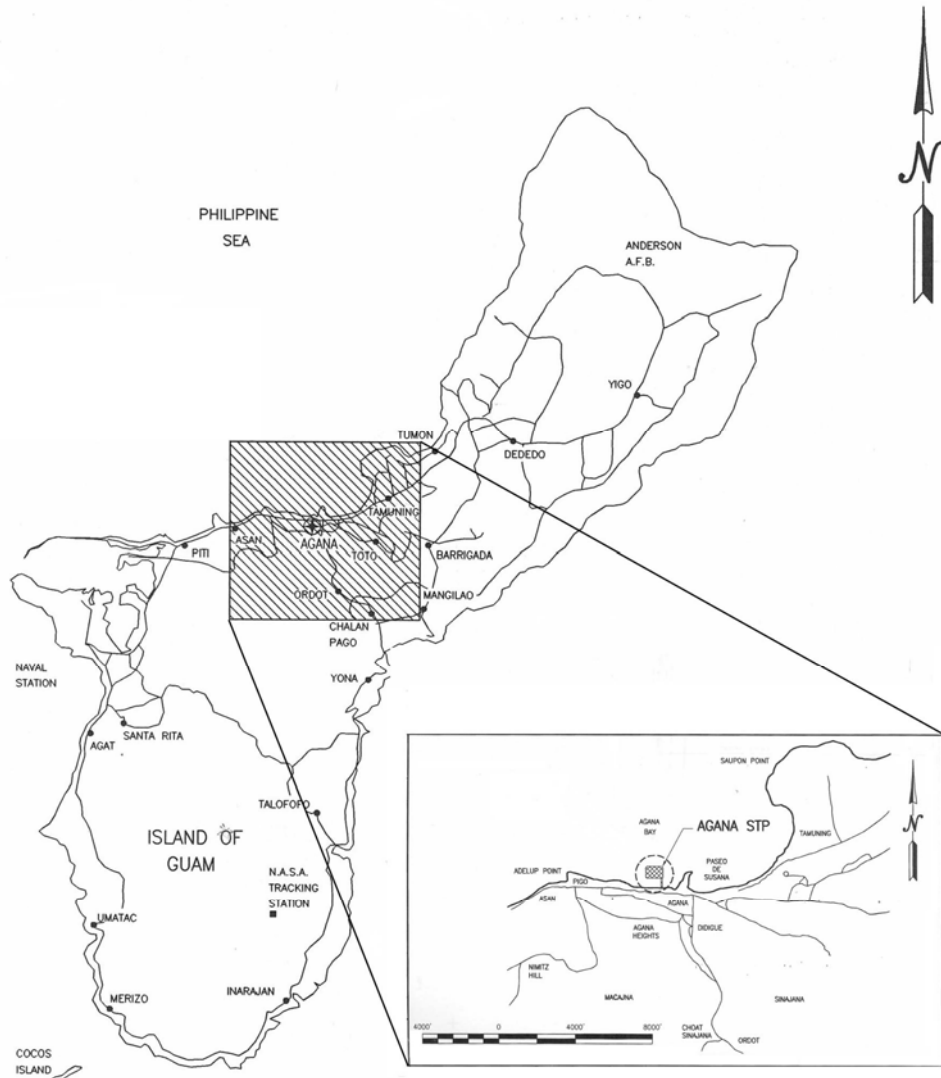 N
PHILIPPINE
SEA
ANDERSON
A.F.B.
YIGO
TUMON
DEDEDO
TAMUNING
ASAN
AGANA
PITI
TOTO
BARRIGADA
ORDOT
MANGILAO
CHALAN
PAGO
NAVAL
STATION
YONA
SANTA RITA
AGAT
TALOFOFO
ISLAND OF
GUAM
N.A.S.A.
TRACKING
STATION
UMATAC
INARAJAN
MERIZO
COCOS
ISLAND
SAUPON POINT
N
AGANA
BAY
AGANA STP
TAMUNING
ADELUP POINT
PASEO
DE
SUSANA
PIGO
ASAN
AGANA
AGANA
HEIGHTS
DIDIGUE
NIMITZ
HILL
MACAJNA
SINAJANA
4000'
0
4000'
8000'
CHOAT
SINAJANA
ORDOT